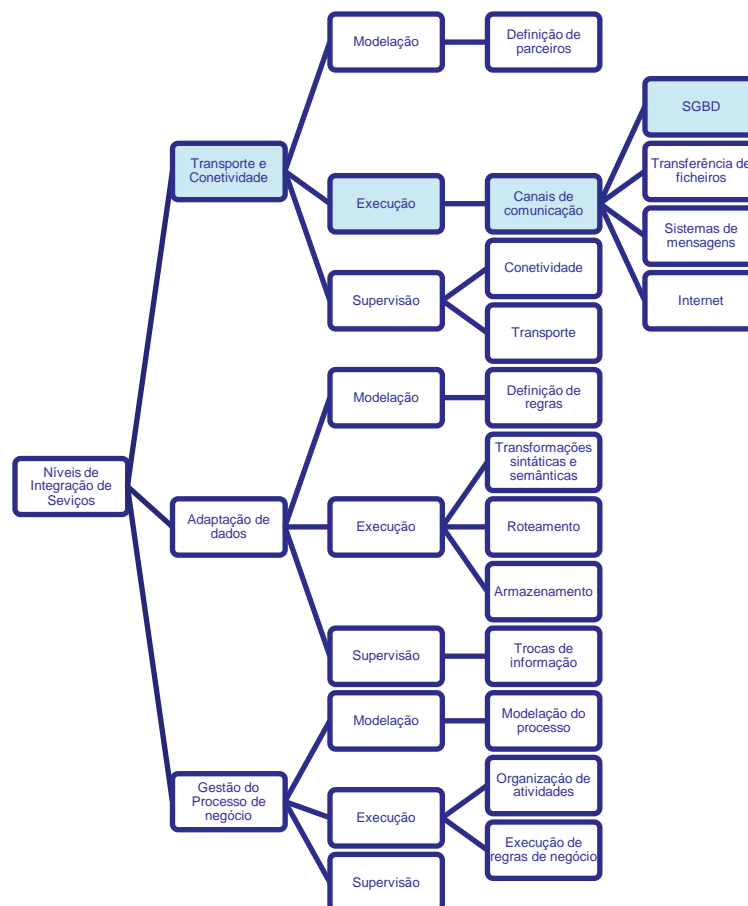 Modelação
Definição de
parceiros
SGBD
Transporte e
Conetividade
Transferência de
ficheiros
Execução
Canais de
comunicação
Sistemas de
mensagens
Conetividade
Supervisão
Internet
Transporte
Modelação
Definição de
regras
Níveis de
Integração de
Seviços
Transformações
sintáticas e
semânticas
Adaptação de
dados
Execução
Roteamento
Armazenamento
Supervisão
Trocas de
informação
Modelação
Modelação do
processo
Gestão do
Processo de
negócio
Organizaçáo de
atividades
Execução
Execução de
regras de negócio
Supervisão